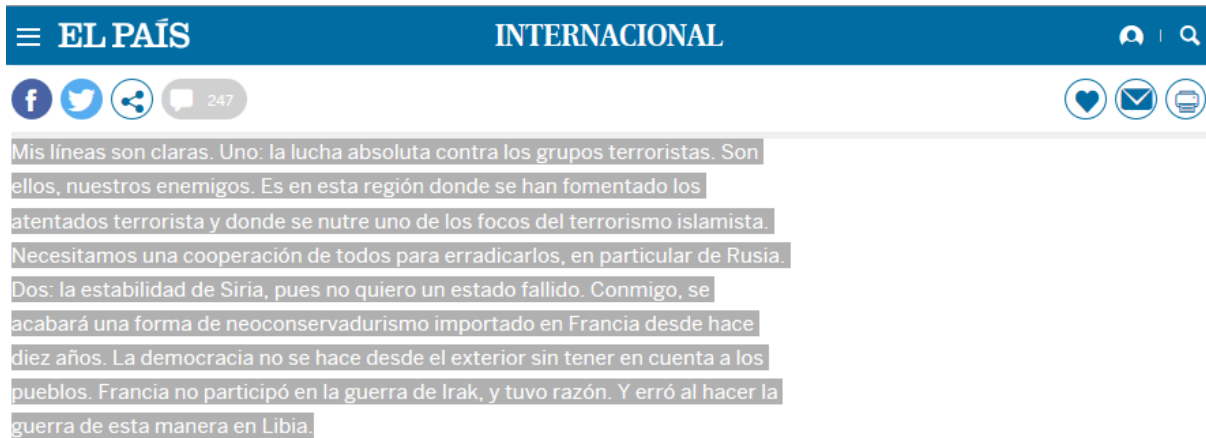 EL PAÍS
INTERNACIONAL
247
Mis líneas son claras. Uno: la lucha absoluta contra los grupos terroristas. Son
ellos, nuestros enemigos. Es en esta región donde se han fomentado los
atentados terrorista y donde se nutre uno de los focos del terrorismo islamista.
Necesitamos una cooperación de todos para erradicarlos, en particular de Rusia.
Dos: la estabilidad de Siria, pues no quiero un estado fallido. Conmigo, se
acabará una forma de neoconservadurismo importado en Francia desde hace
diez años. La democracia no se hace desde el exterior sin tener en cuenta a los
pueblos. Francia no participó en la guerra de Irak, y tuvo razón. Y erró al hacer la
guerra de esta manera en Libia.